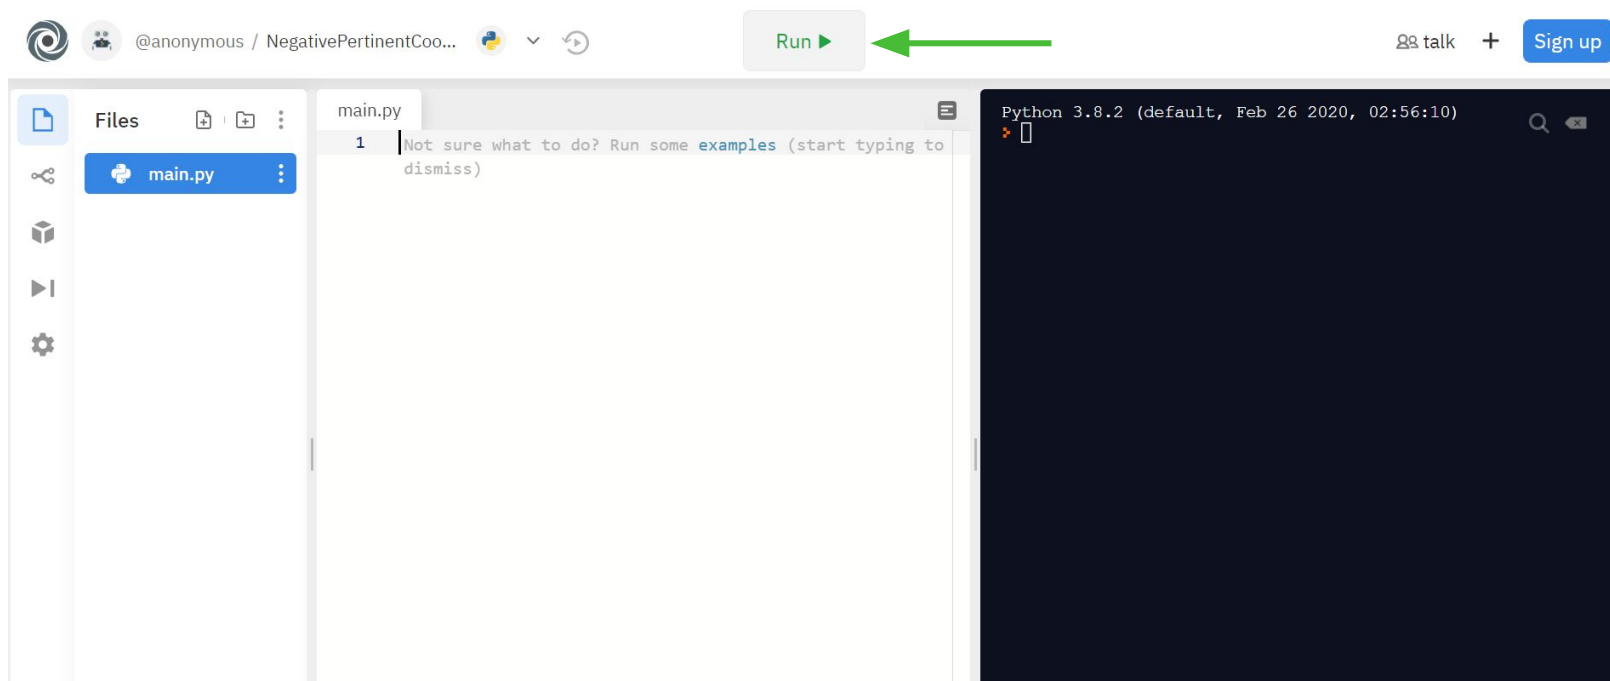 @anonymous / NegativePertinentCoo...
Run
talk
+
Sign up
Files
main.py
main.py
1 Not sure what to do? Run some examples (start typing to
dismiss)
Python 3.8.2 (default, Feb 26 2020, 02:56:10)